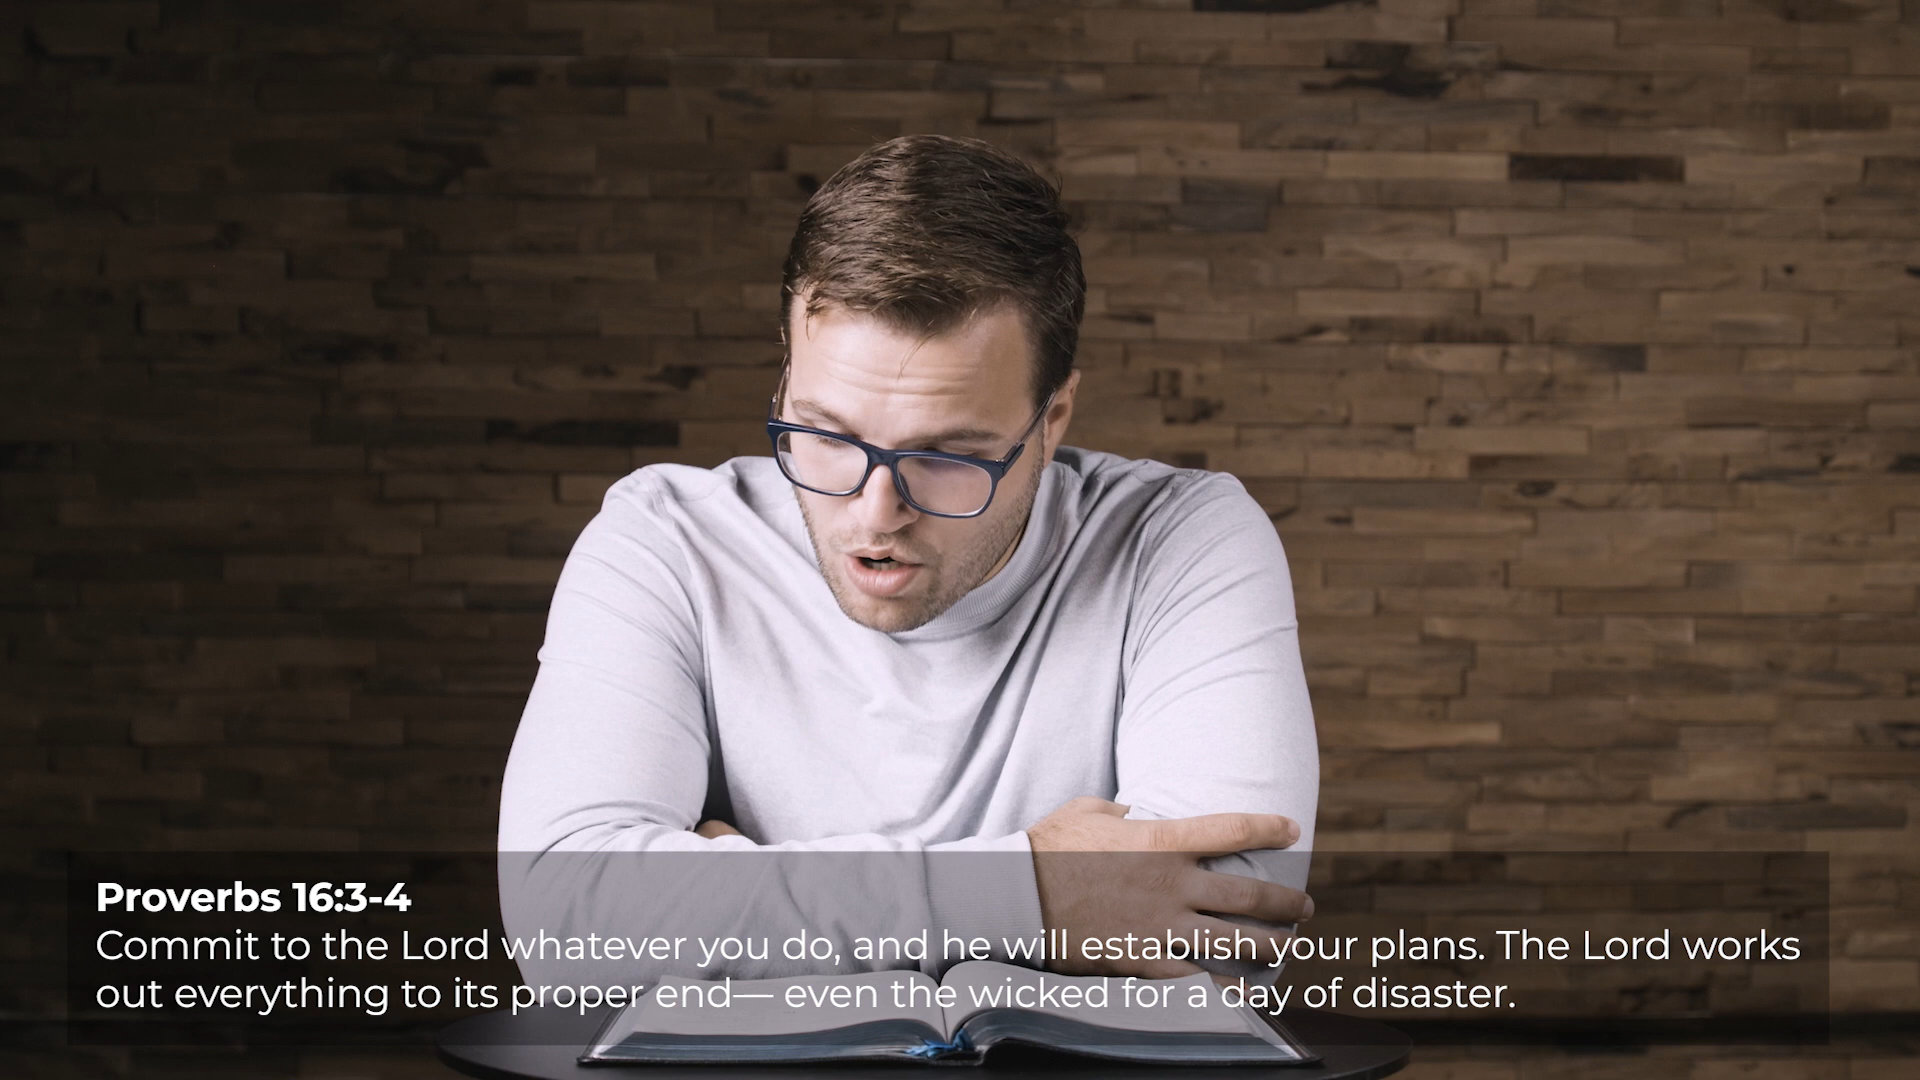 Proverbs 16:3-4
Commit to the Lord whatever you do, and he will establish your plans. The Lord works
out everything to its proper end— even the wicked for a day of disaster.